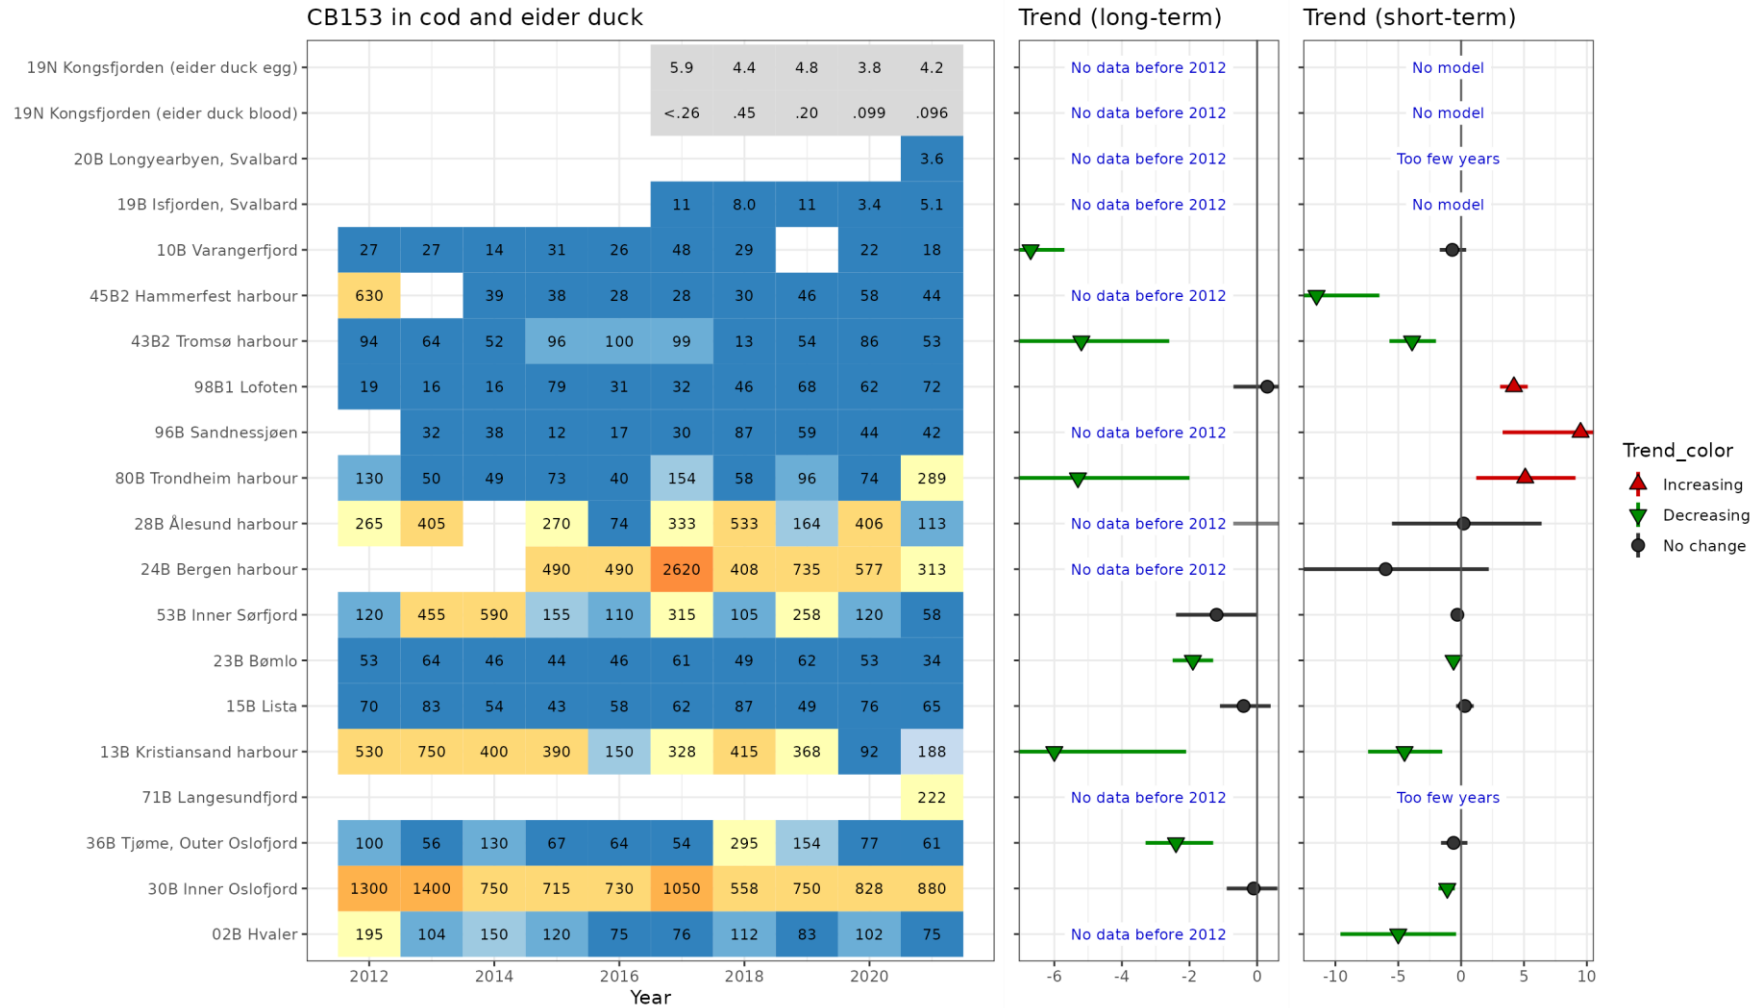 CB153 in cod and eider duck Trend (long-term) Trend (short-term)
19N Kongsfjorden (eider duck egg) 5.9 4.4 4.8 3.8 4.2 No data before 2012 No model
19N Kongsfjorden (eider duck blood) <.26 .45 .20 .099 .096 No data before 2012 No model
20B Longyearbyen, Svalbard 3.6 No data before 2012 Too few years
19B Isfjorden, Svalbard 11 8.0 11 3.4 5.1 No data before 2012 No model
10B Varangerfjord 27 27 14 31 26 48 29 22 18
45B2 Hammerfest harbour 630 39 38 28 28 30 46 58 44 No data before 2012
43B2 Tromsø harbour 94 64 52 96 100 99 13 54 86 53
98B1 Lofoten 19 16 16 79 31 32 46 68 62 72
96B Sandnessjøen 32 38 12 17 30 87 59 44 42 No data before 2012
80B Trondheim harbour 130 50 49 73 40 154 58 96 74 289
28B Ålesund harbour 265 405 270 74 333 533 164 406 113 No data before 2012
24B Bergen harbour 490 490 2620 408 735 577 313 No data before 2012
53B Inner Sørfjord 120 455 590 155 110 315 105 258 120 58
23B Bømlo 53 64 46 44 46 61 49 62 53 34
15B Lista 70 83 54 43 58 62 87 49 76 65
13B Kristiansand harbour 530 750 400 390 150 328 415 368 92 188
71B Langesundfjord 222 No data before 2012 Too few years
36B Tjøme, Outer Oslofjord 100 56 130 67 64 54 295 154 77 61
30B Inner Oslofjord 1300 1400 750 715 730 1050 558 750 828 880
02B Hvaler 195 104 150 120 75 76 112 83 102 75 No data before 2012
2012 2014 2016 2018 2020 -6 -4 -2 0 -10 -5 0 5 10
Year
Trend_color
Increasing
Decreasing
No change